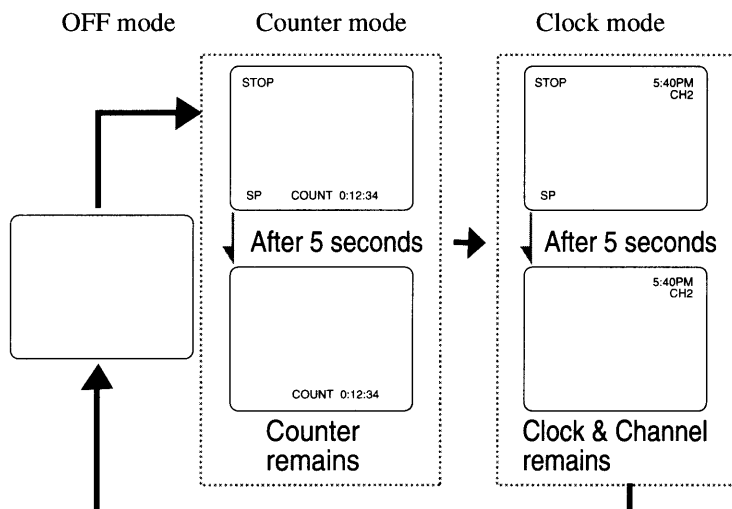 OFF mode
Counter mode
Clock mode
STOP
SP COUNT 0:12:34
After 5 seconds
COUNT 0:12:34
Counter
remains
STOP 5:40PM
CH2
SP
After 5 seconds
5:40PM
CH2
Clock & Channel
remains